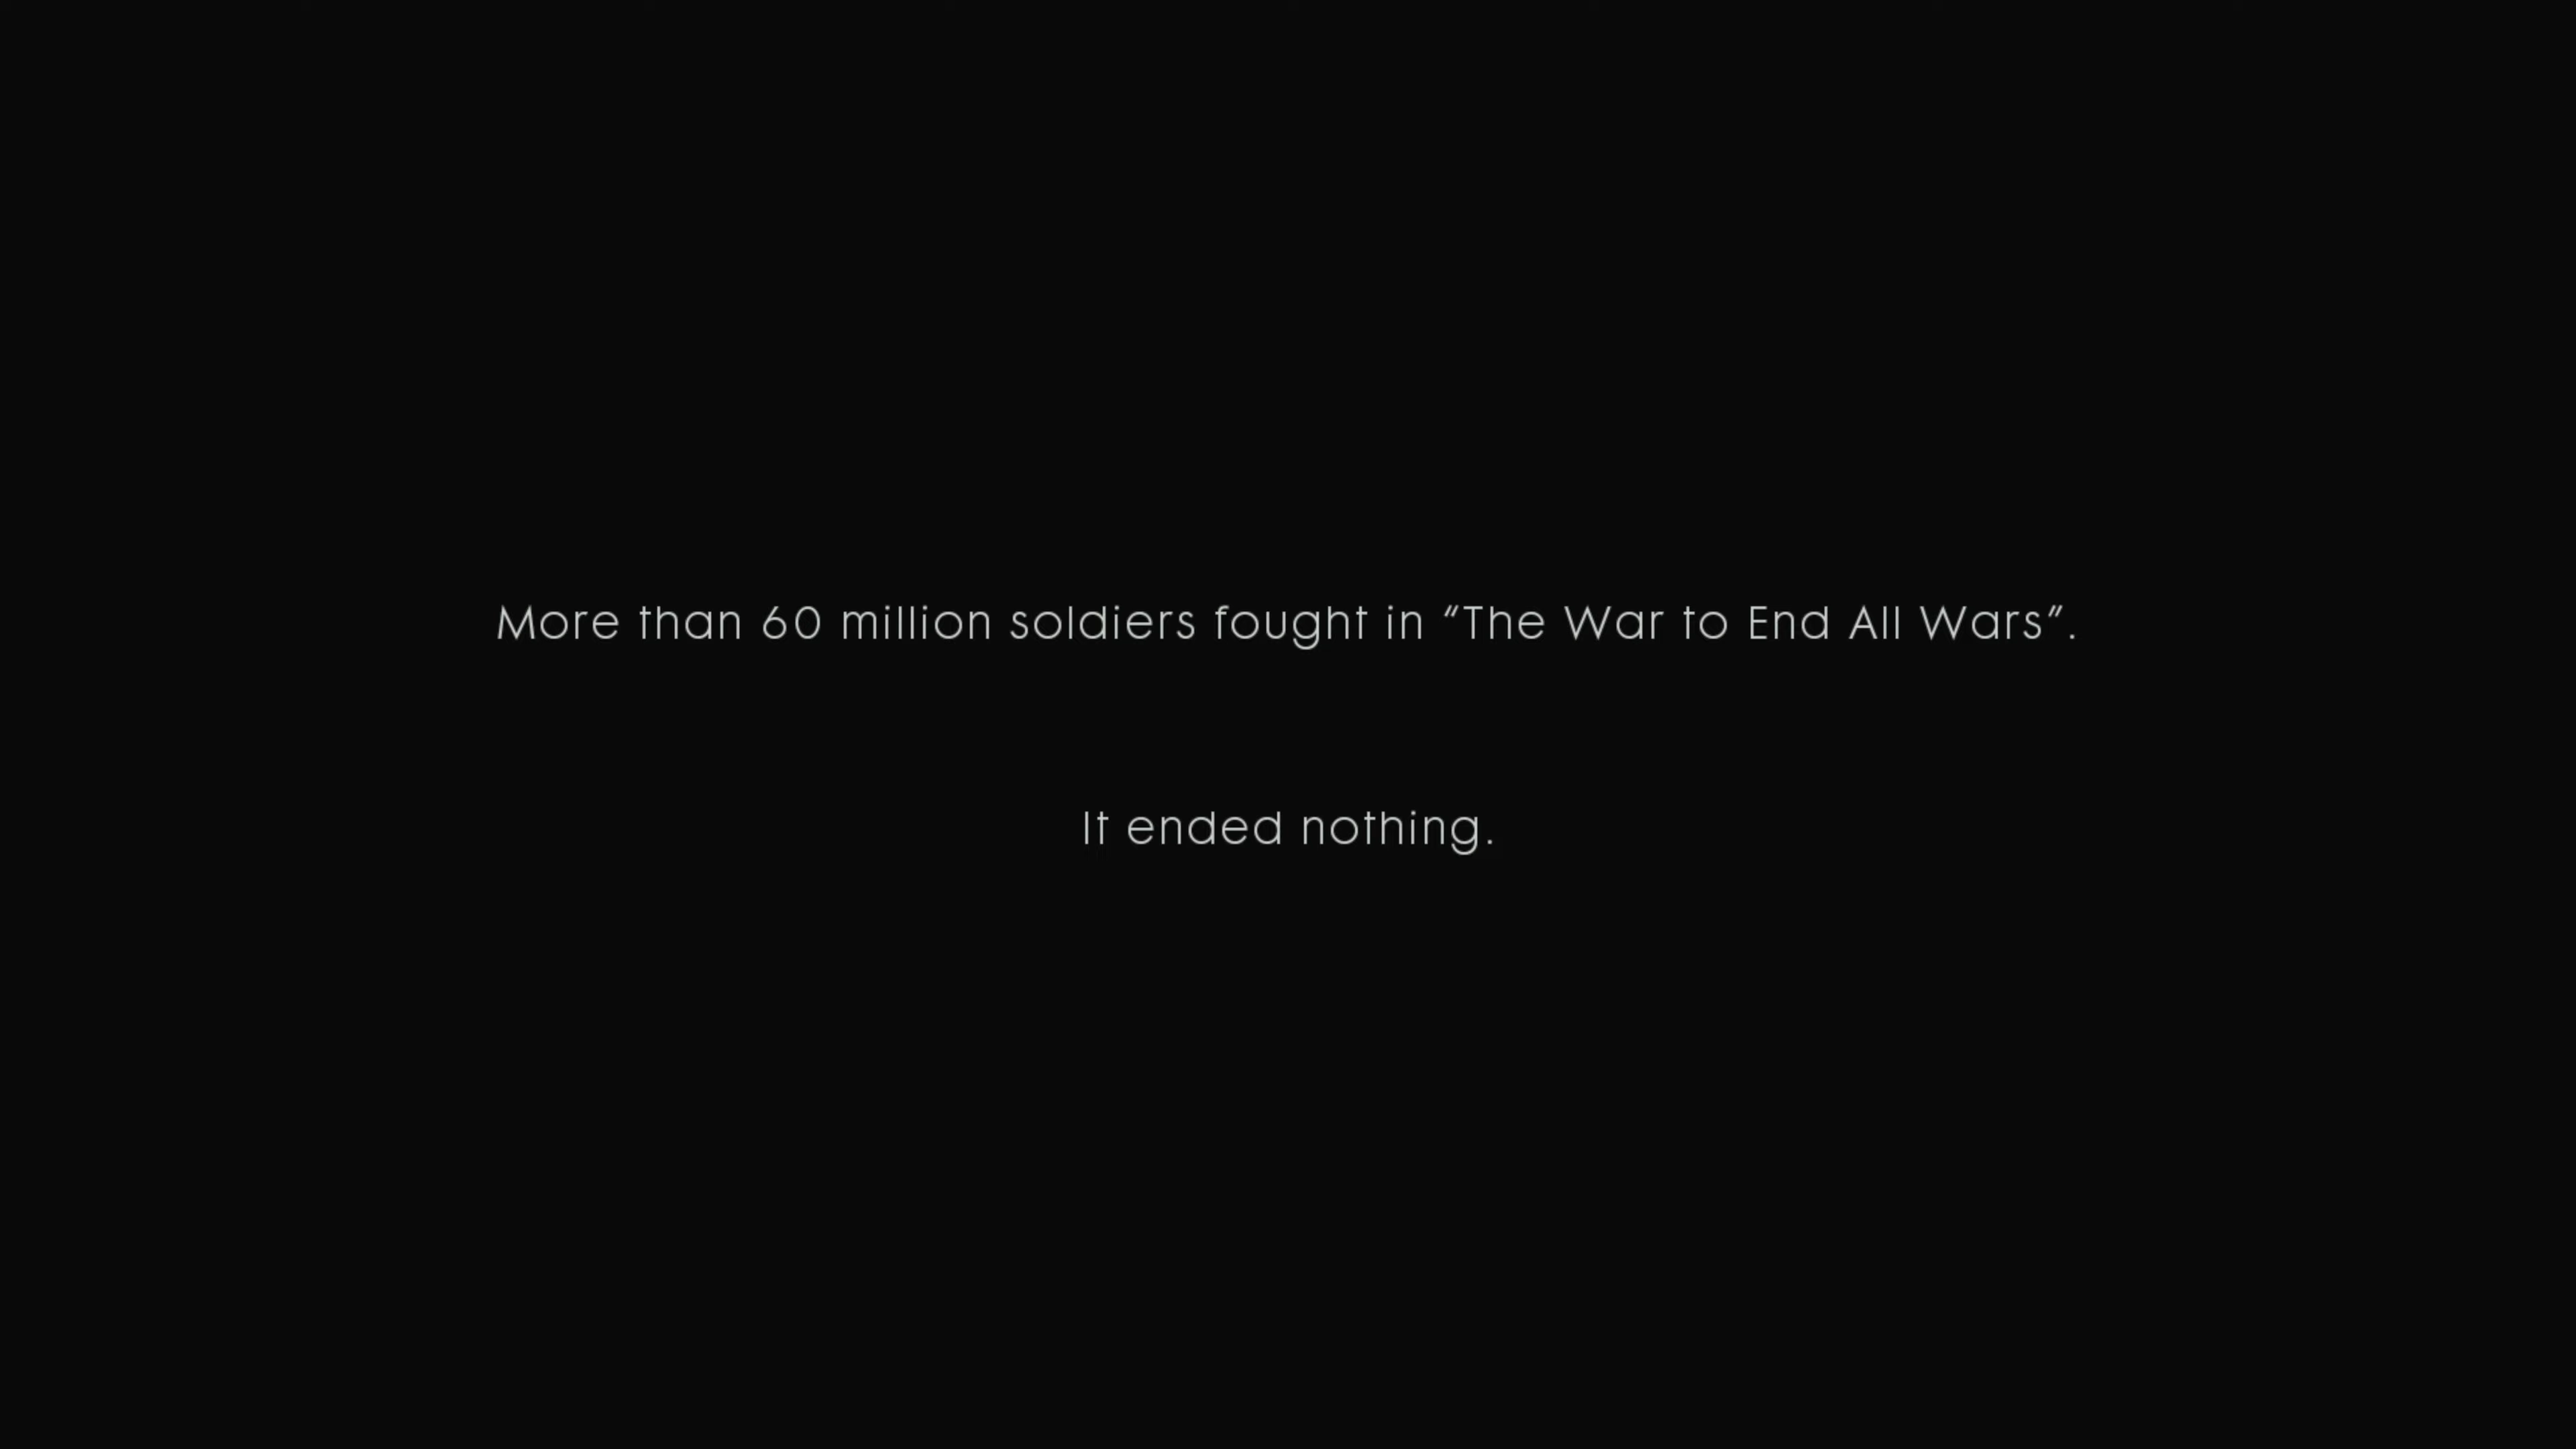 More than 60 million soldiers fought in “The War to End All Wars”.
It ended nothing.